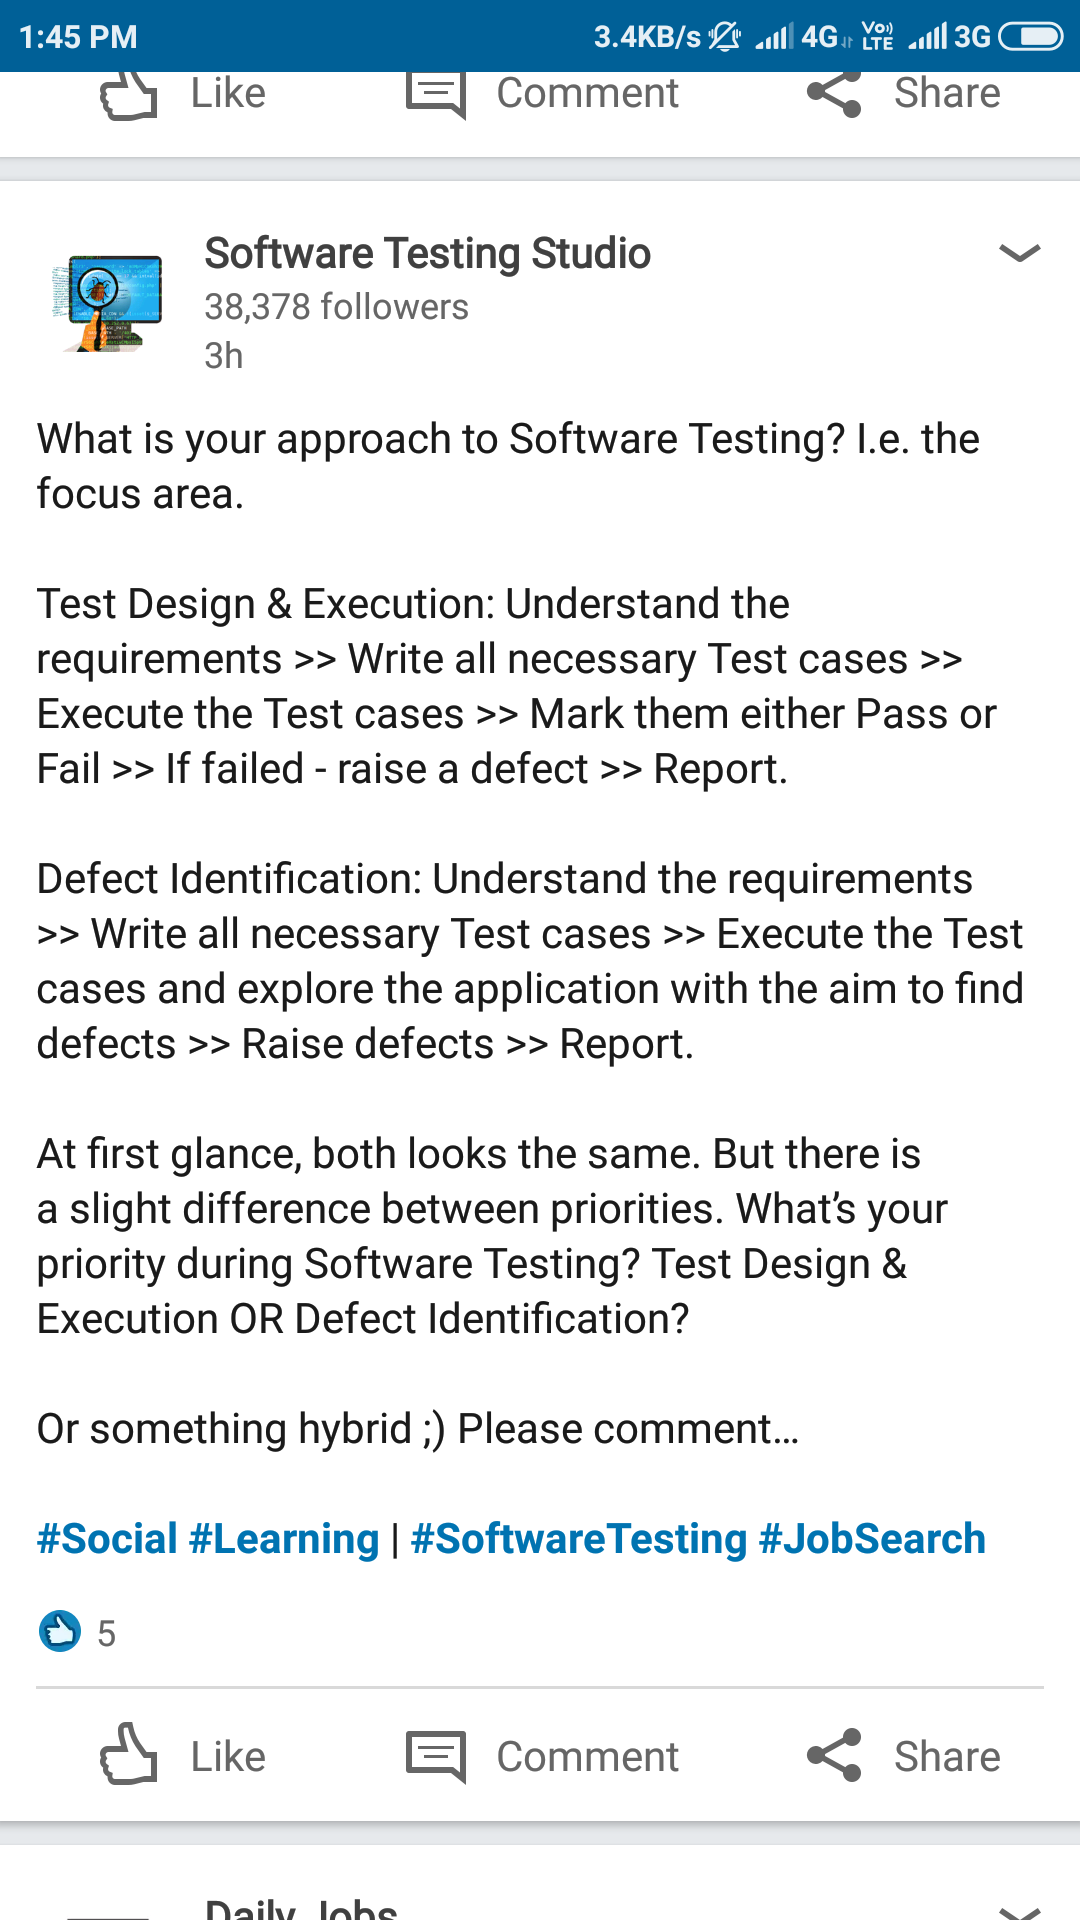 1:45 PM
3.4KB/s 4G VoLTE 3G
Like Comment Share
Software Testing Studio
38,378 followers
3h
What is your approach to Software Testing? I.e. the
focus area.
Test Design & Execution: Understand the
requirements >> Write all necessary Test cases >>
Execute the Test cases >> Mark them either Pass or
Fail >> If failed - raise a defect >> Report.
Defect Identification: Understand the requirements
>> Write all necessary Test cases >> Execute the Test
cases and explore the application with the aim to find
defects >> Raise defects >> Report.
At first glance, both looks the same. But there is
a slight difference between priorities. What’s your
priority during Software Testing? Test Design &
Execution OR Defect Identification?
Or something hybrid ;) Please comment...
#Social #Learning | #SoftwareTesting #JobSearch
5
Like Comment Share
Daily Jobs